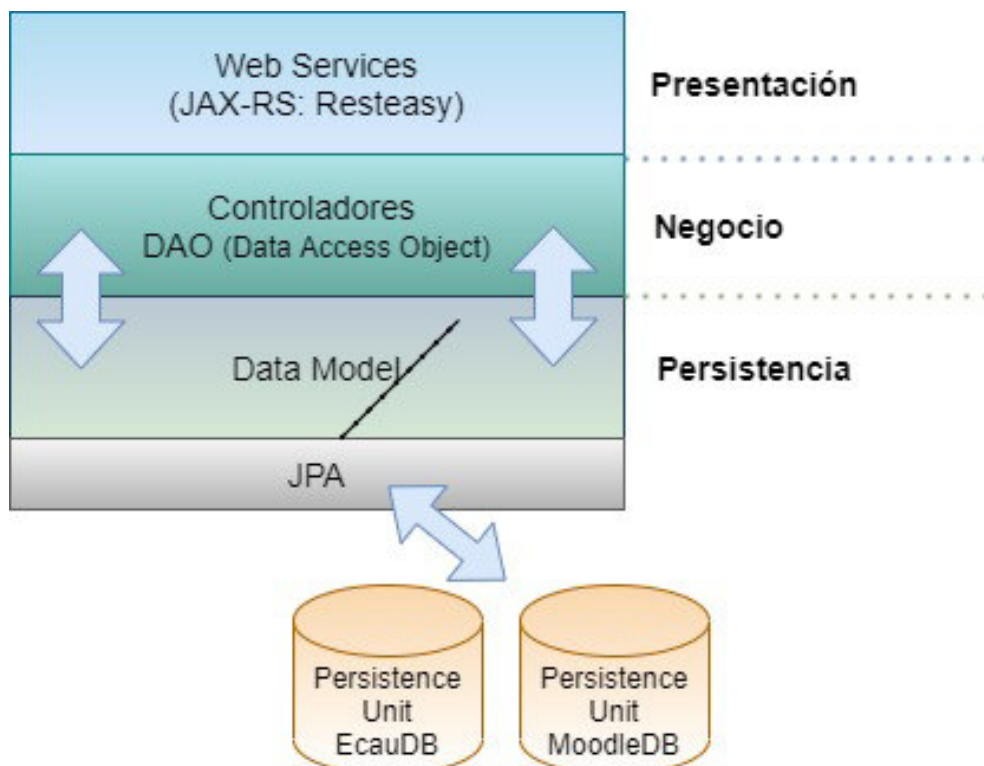 Web Services
(JAX-RS: Resteasy)
Presentación
Controladores
DAO (Data Access Object)
Negocio
Data Model
Persistencia
JPA
Persistence
Unit
EcauDB
Persistence
Unit
MoodleDB